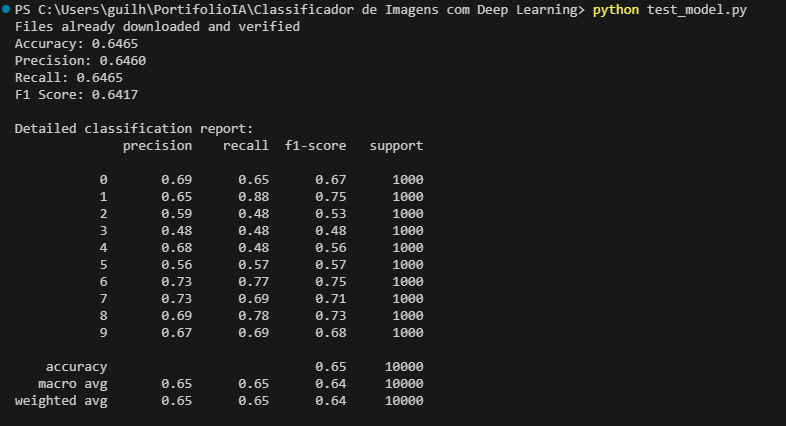 PS C:\Users\guilh\PortifolioIA\Classificador de Imagens com Deep Learning> python test_model.py
Files already downloaded and verified
Accuracy: 0.6465
Precision: 0.6460
Recall: 0.6465
F1 Score: 0.6417
Detailed classification report:
precision recall f1-score support
0 0.69 0.65 0.67 1000
1 0.65 0.88 0.75 1000
2 0.59 0.48 0.53 1000
3 0.48 0.48 0.48 1000
4 0.68 0.48 0.56 1000
5 0.56 0.57 0.57 1000
6 0.73 0.77 0.75 1000
7 0.73 0.69 0.71 1000
8 0.69 0.78 0.73 1000
9 0.67 0.69 0.68 1000
accuracy 0.65 10000
macro avg 0.65 0.65 0.64 10000
weighted avg 0.65 0.65 0.64 10000